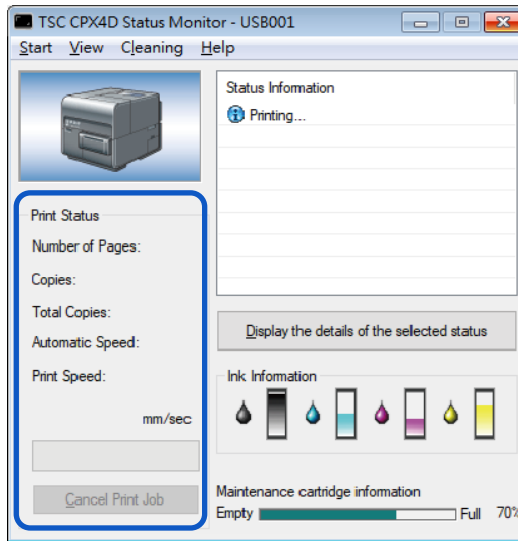 TSC CPX4D Status Monitor - USB001
Start View Cleaning Help
Status Information
Printing...
Print Status
Number of Pages:
Copies:
Total Copies:
Automatic Speed:
Print Speed:
mm/sec
Cancel Print Job
Display the details of the selected status
Ink Information
Maintenance cartridge information
Empty Full 70%